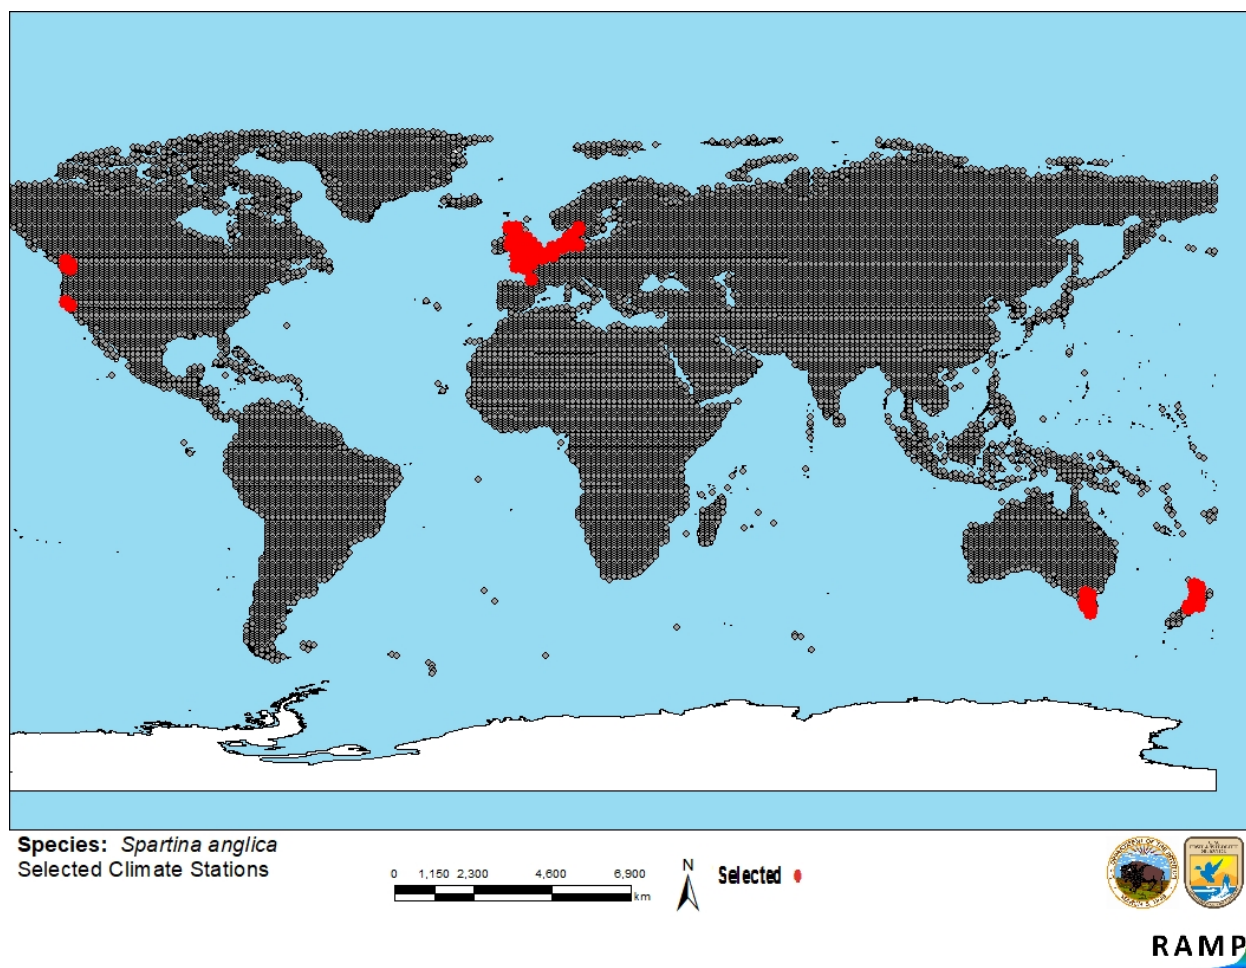 Species: Spartina anglica
Selected Climate Stations
0 1,150 2,300 4,600 6,900
km
N
Selected
RAMP